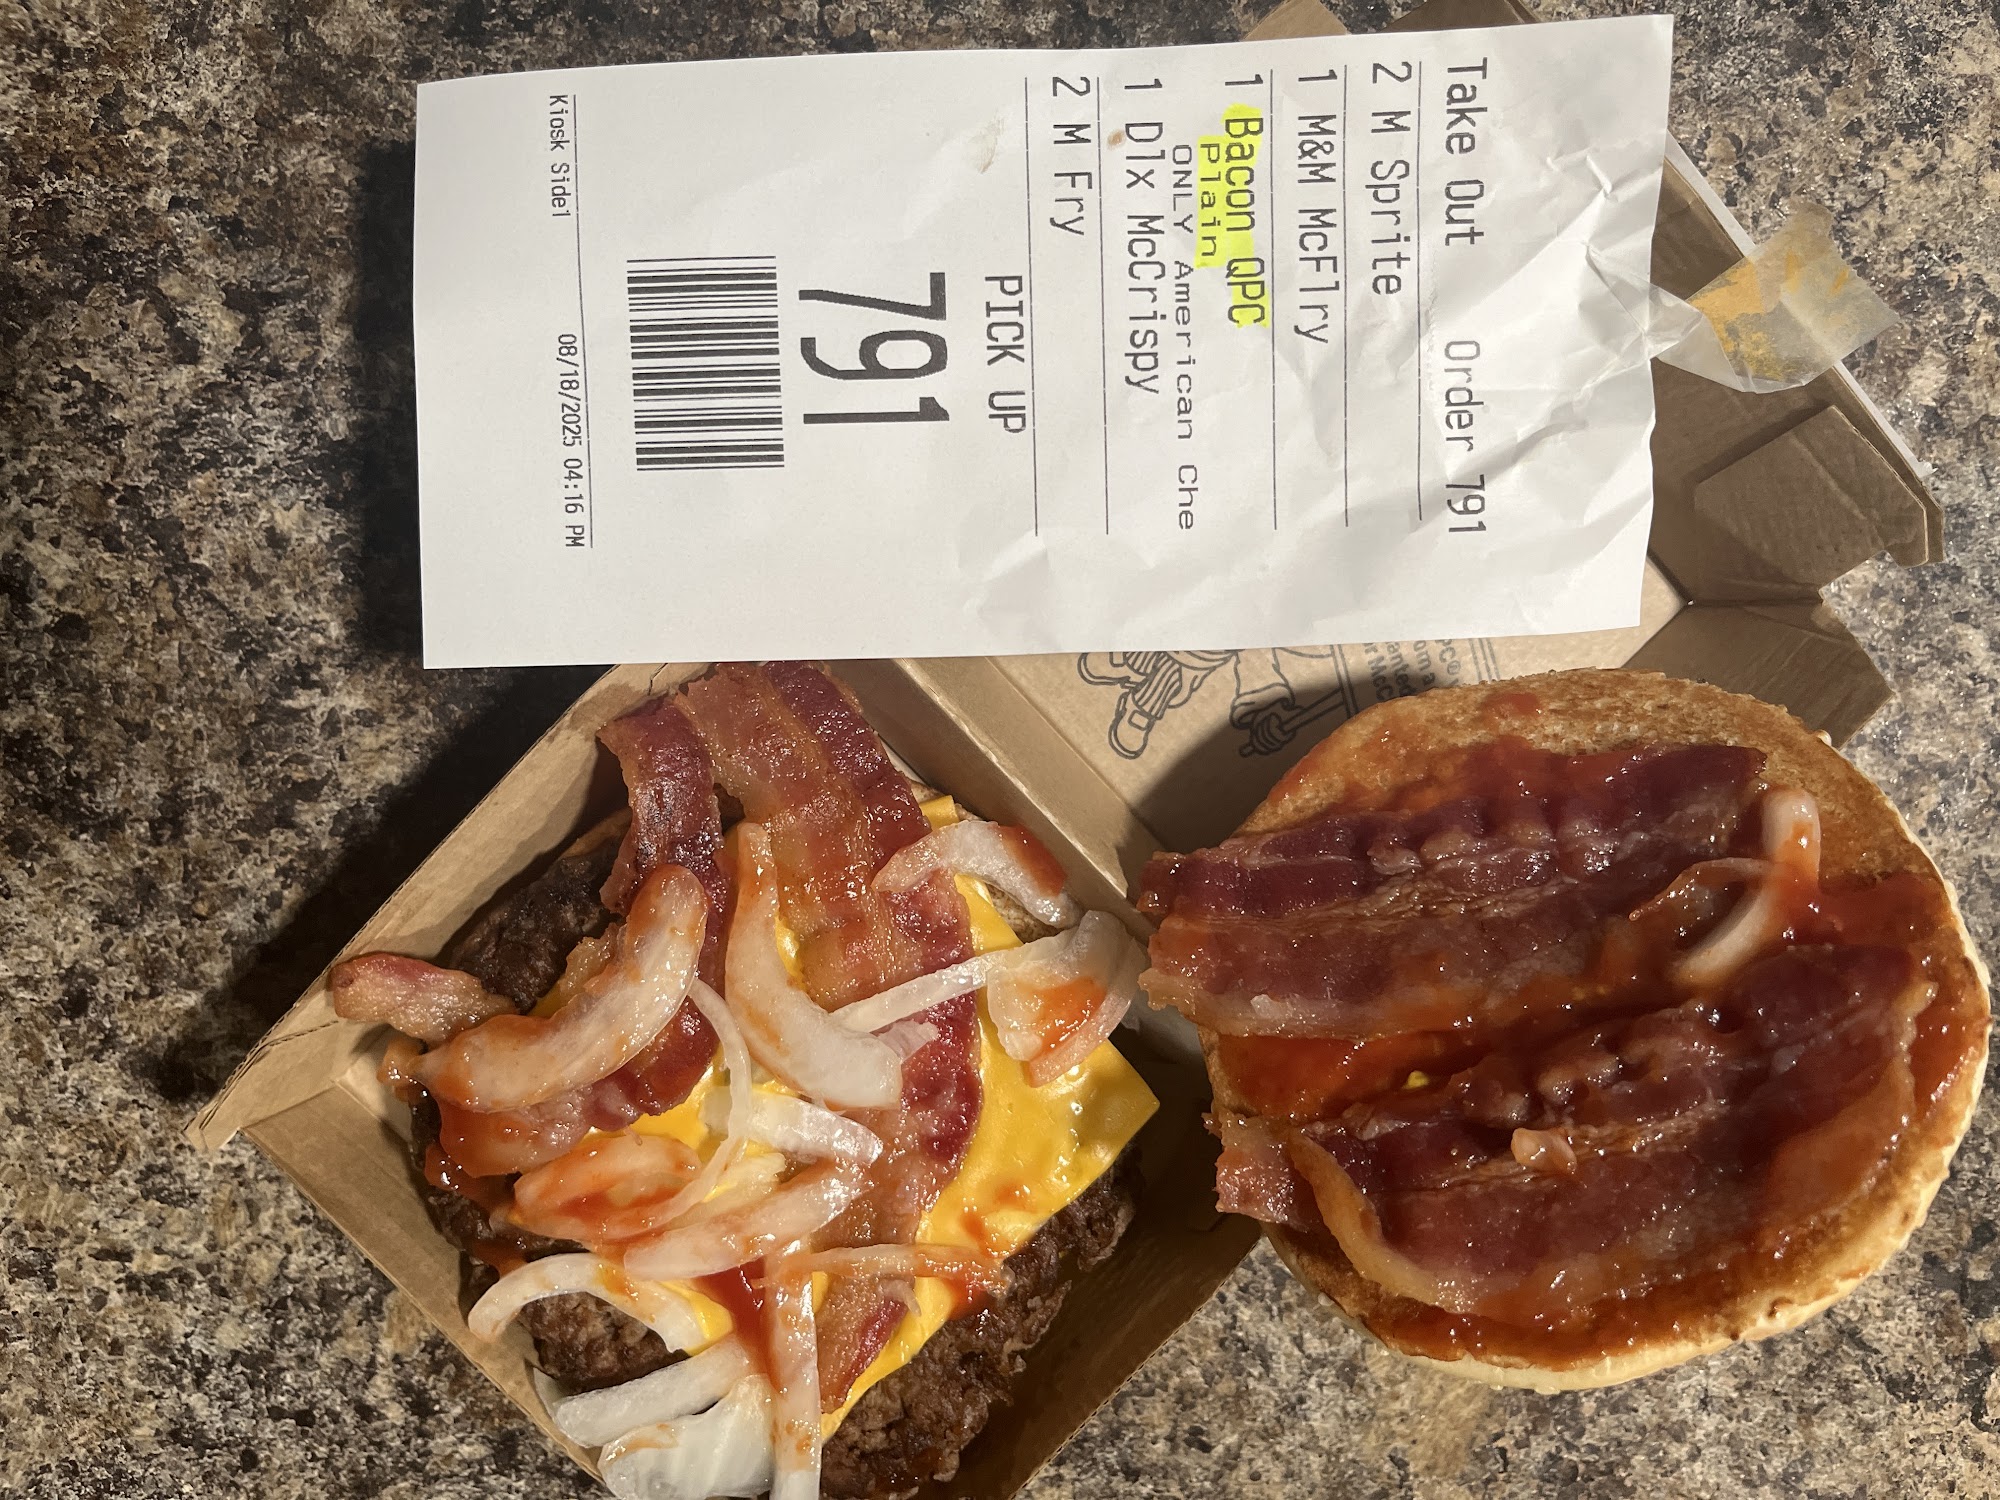 Take Out Order 791
2 M Sprite
1 M&M McFlry
1 Bacon QPC
Plain
ONLY American Che
1 Dlx McCrispy
2 M Fry
PICK UP
791
Kiosk Side1 08/18/2025 04:16 PM